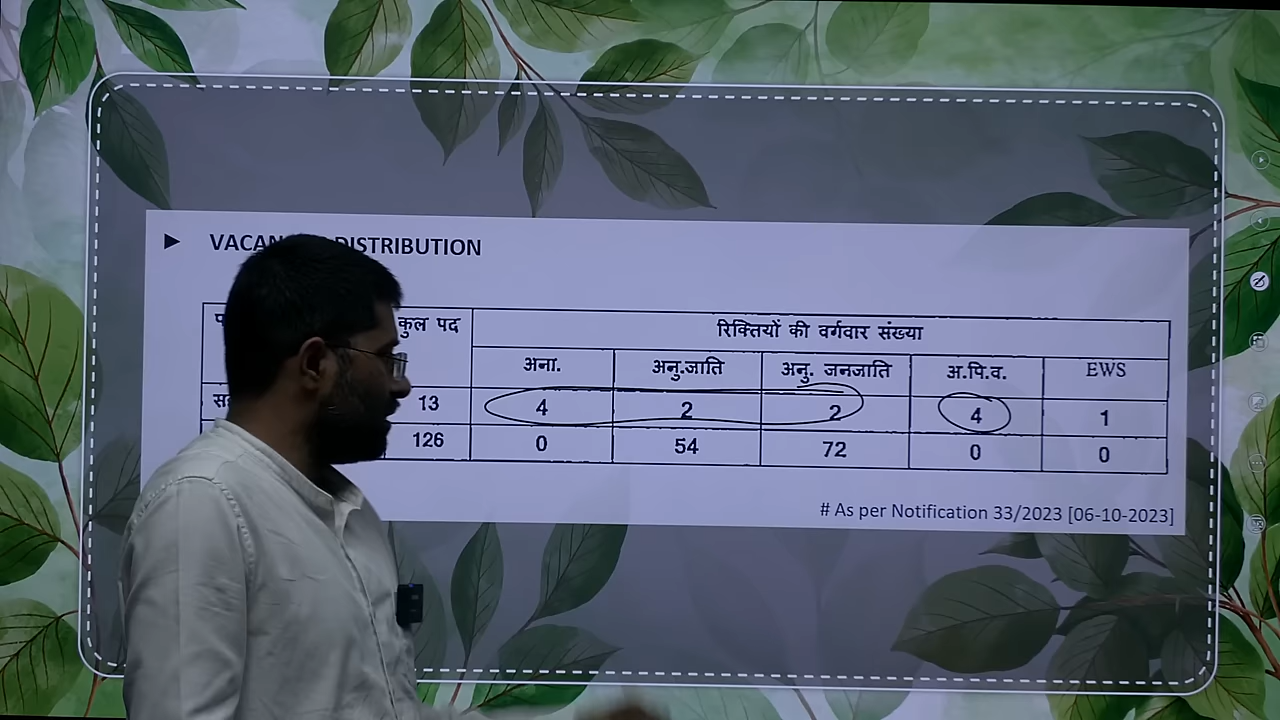 ► VACAN DISTRIBUTION
कुल पद रिक्तियों की वर्गवार संख्या
अना. अनु.जाति अनु. जनजाति अ.पि.व. EWS
13 4 2 2 4 1
126 0 54 72 0 0
# As per Notification 33/2023 [06-10-2023]